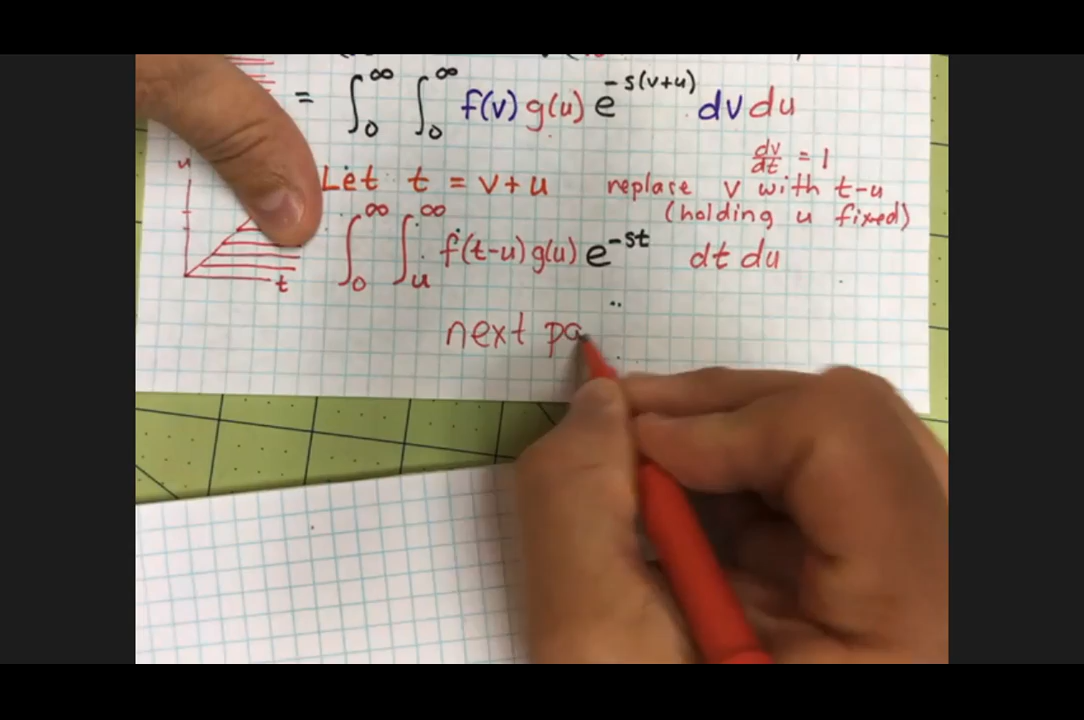 = ∫₀^∞ ∫₀^∞ f(v) g(u) e^{-s(v+u)} dv du
dv/dt = 1
Let t = v + u replace v with t-u
(holding u fixed)
u
∫₀^∞ ∫ᵤ^∞ f(t-u) g(u) e^{-st} dt du
t
next pa